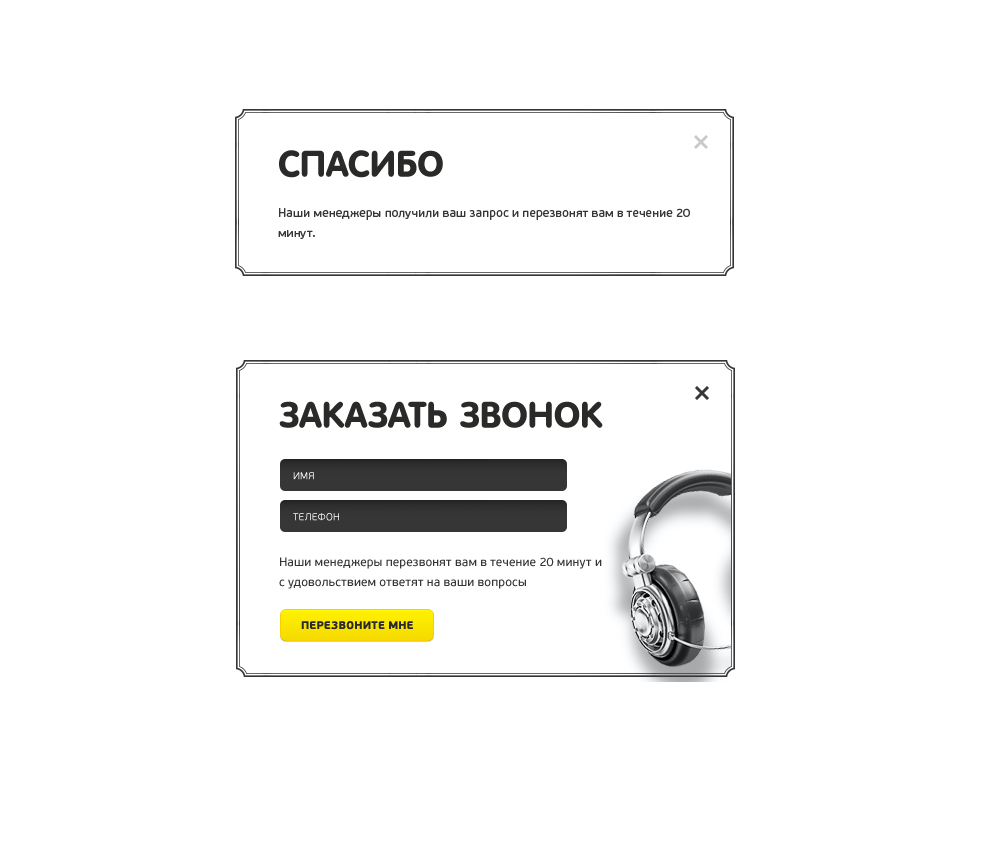 СПАСИБО
Наши менеджеры получили ваш запрос и перезвонят вам в течение 20
минут.
ЗАКАЗАТЬ ЗВОНОК
ИМЯ
ТЕЛЕФОН
Наши менеджеры перезвонят вам в течение 20 минут и
с удовольствием ответят на ваши вопросы
ПЕРЕЗВОНИТЕ МНЕ